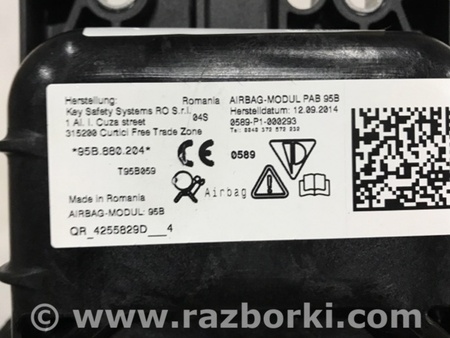 Herstellung: Romania
Key Safety Systems RO S.r.l.
04S
1 Al. I. Cuza street
315200 Curtici Free Trade Zone
*95B.880.204*
T95B059
Made in Romania
AIRBAG-MODUL: 95B
QR_4255829D___4
AIRBAG-MODUL PAB 95B
Herstelldatum: 12.09.2014
0589-P1-000293
CE 0589
Airbag
© www.razborki.com